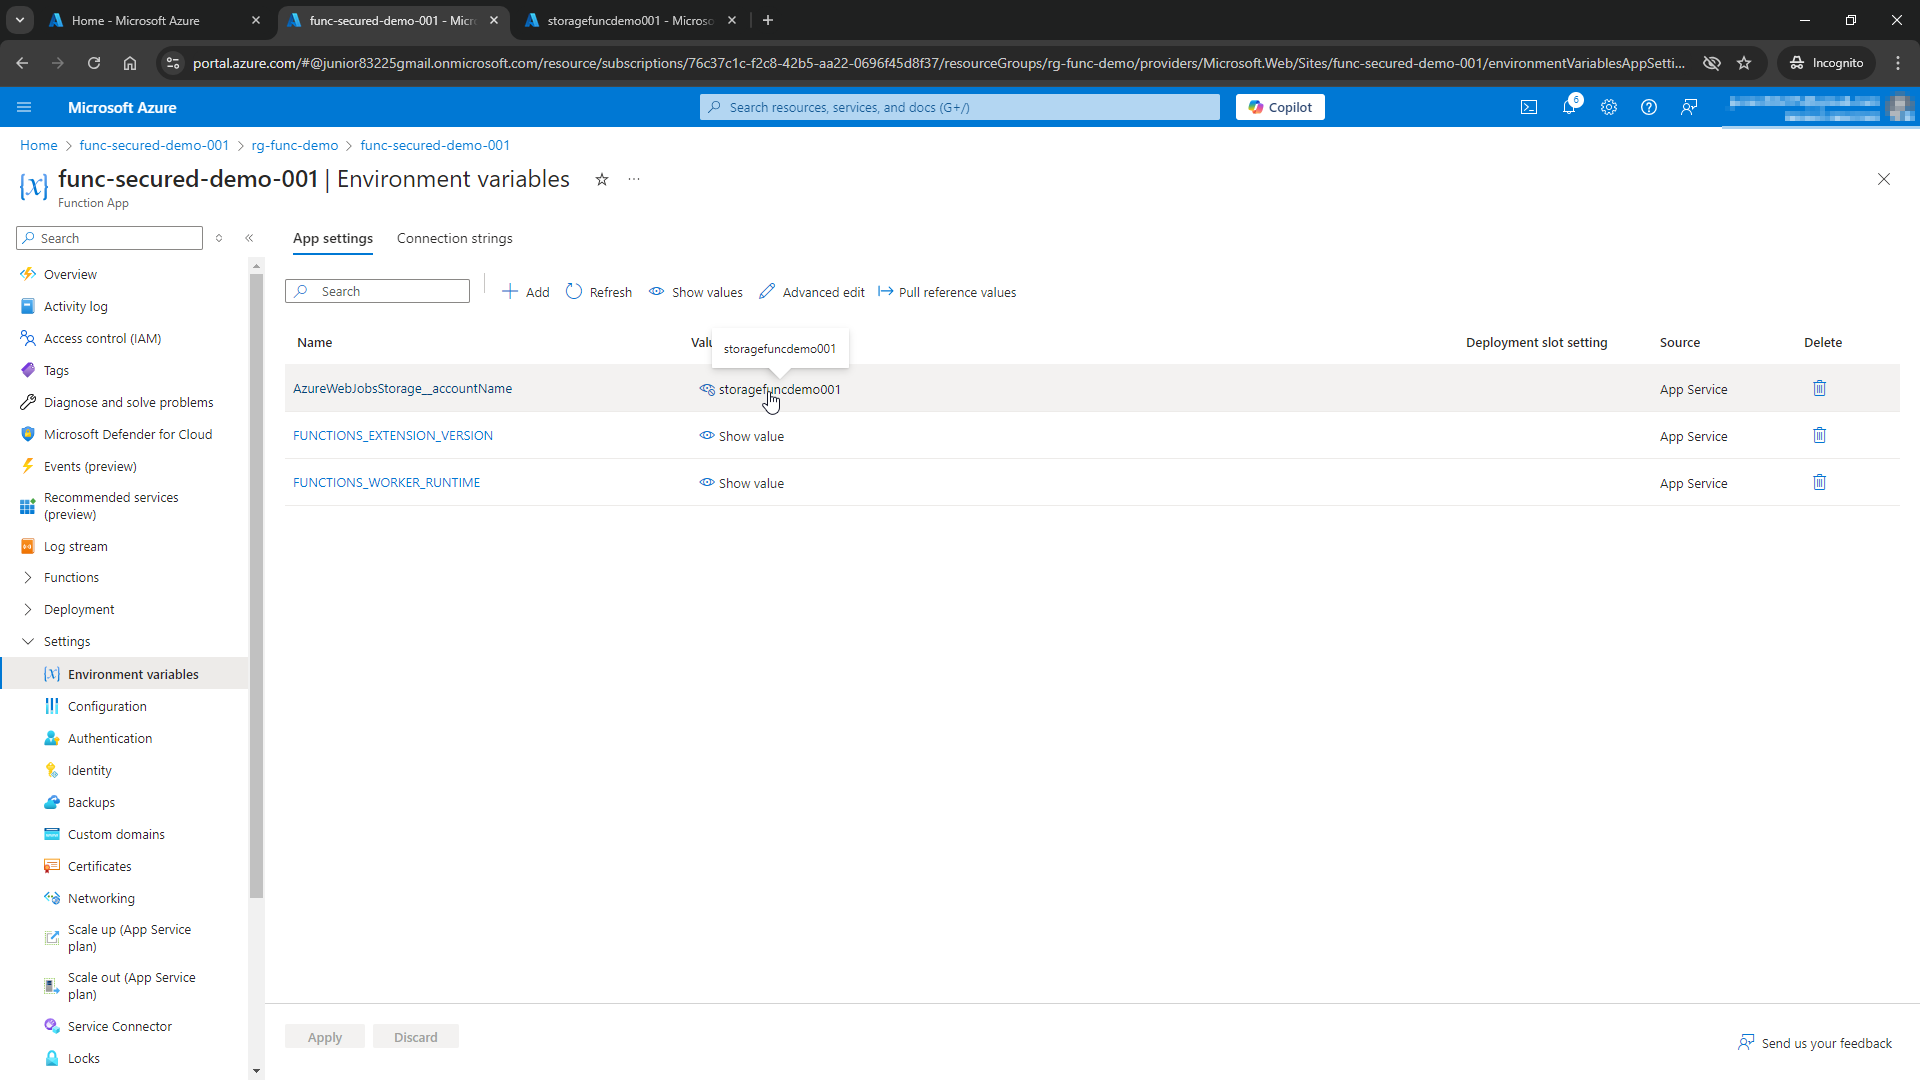 Home - Microsoft Azure
func-secured-demo-001 - Micr
storagefuncdemo001 - Microso
portal.azure.com/#@junior83225gmail.onmicrosoft.com/resource/subscriptions/76c37c1c-f2c8-42b5-aa22-0696f45d8f37/resourceGroups/rg-func-demo/providers/Microsoft.Web/Sites/func-secured-demo-001/environmentVariablesAppSetti...
Incognito
Microsoft Azure
Search resources, services, and docs (G+/)
Copilot
6
Home > func-secured-demo-001 > rg-func-demo > func-secured-demo-001
func-secured-demo-001 | Environment variables
Function App
Search
Overview
Activity log
Access control (IAM)
Tags
Diagnose and solve problems
Microsoft Defender for Cloud
Events (preview)
Recommended services
(preview)
Log stream
Functions
Deployment
Settings
Environment variables
Configuration
Authentication
Identity
Backups
Custom domains
Certificates
Networking
Scale up (App Service
plan)
Scale out (App Service
plan)
Service Connector
Locks
App settings
Connection strings
Search
Add
Refresh
Show values
Advanced edit
Pull reference values
Name
Valu
Deployment slot setting
Source
Delete
storagefuncdemo001
AzureWebJobsStorage__accountName
storagefuncdemo001
App Service
FUNCTIONS_EXTENSION_VERSION
Show value
App Service
FUNCTIONS_WORKER_RUNTIME
Show value
App Service
Apply
Discard
Send us your feedback